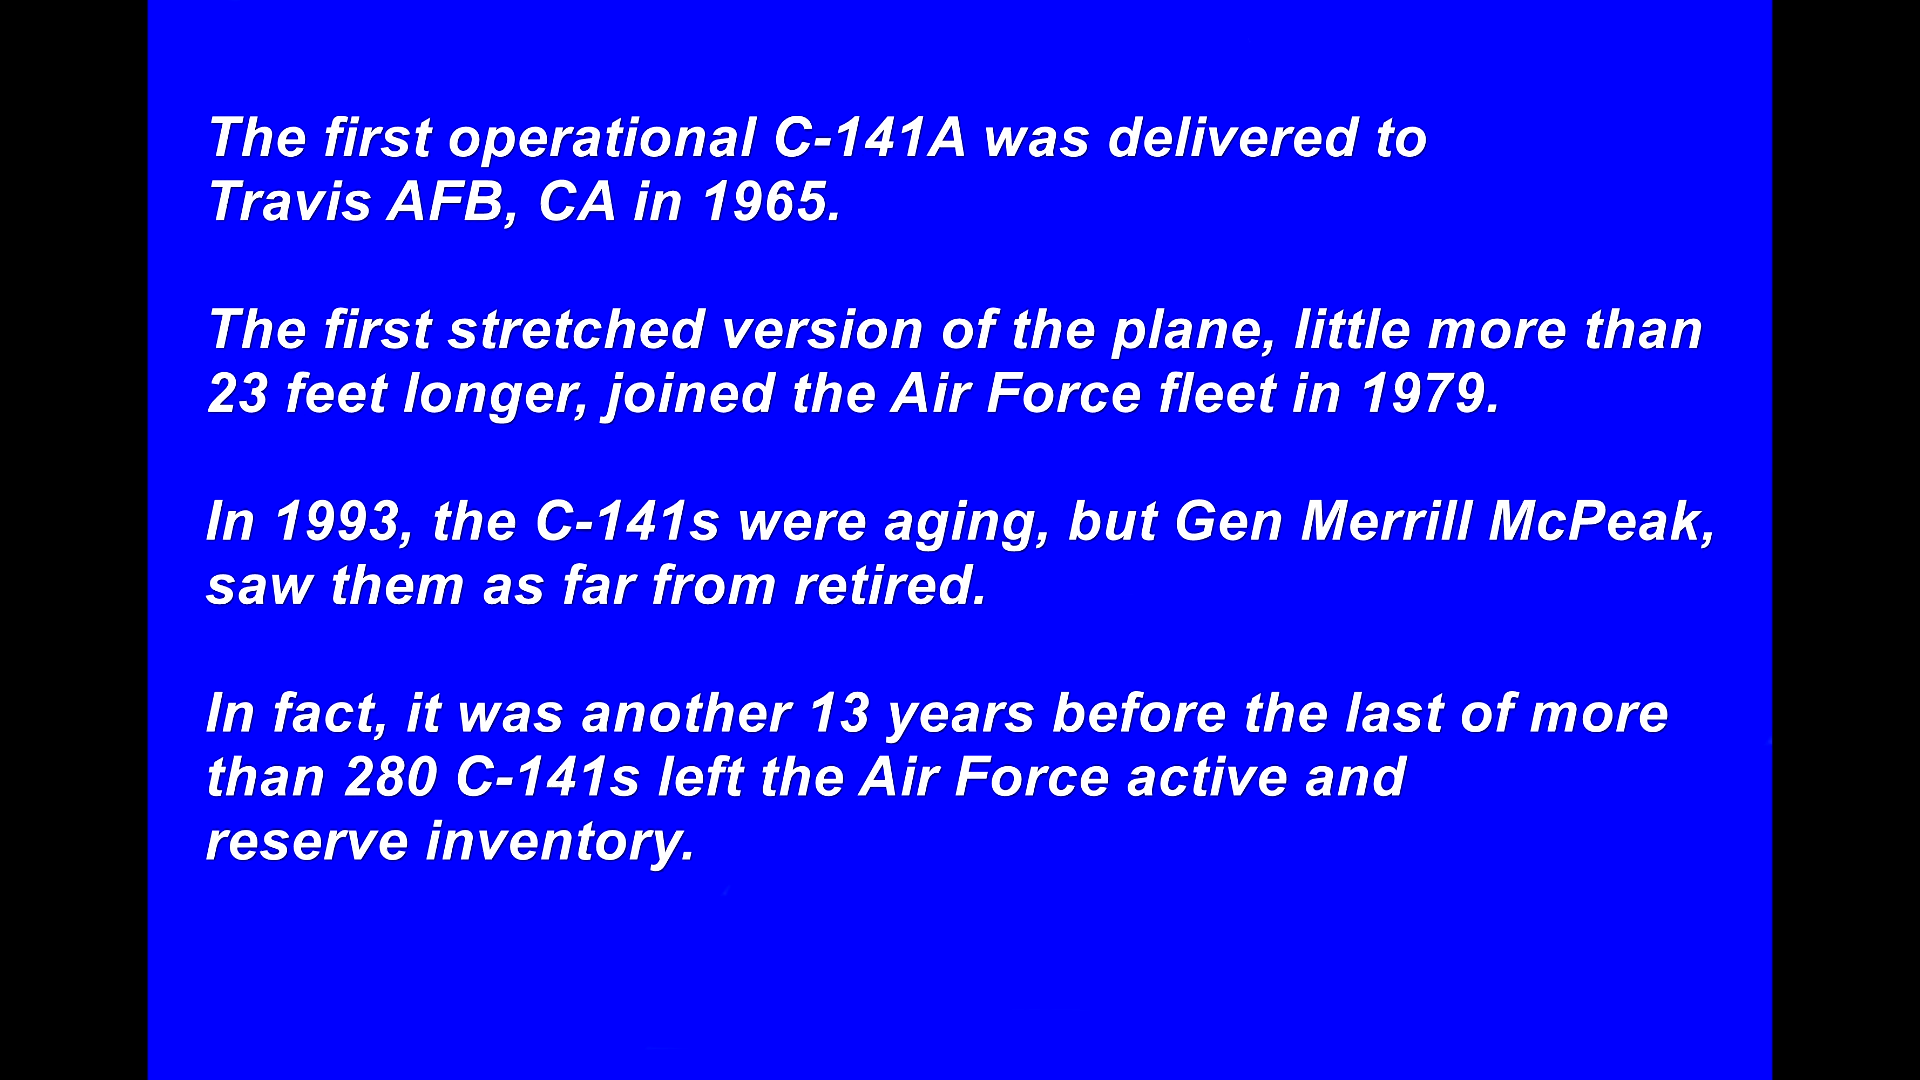 The first operational C-141A was delivered to
Travis AFB, CA in 1965.
The first stretched version of the plane, little more than
23 feet longer, joined the Air Force fleet in 1979.
In 1993, the C-141s were aging, but Gen Merrill McPeak,
saw them as far from retired.
In fact, it was another 13 years before the last of more
than 280 C-141s left the Air Force active and
reserve inventory.